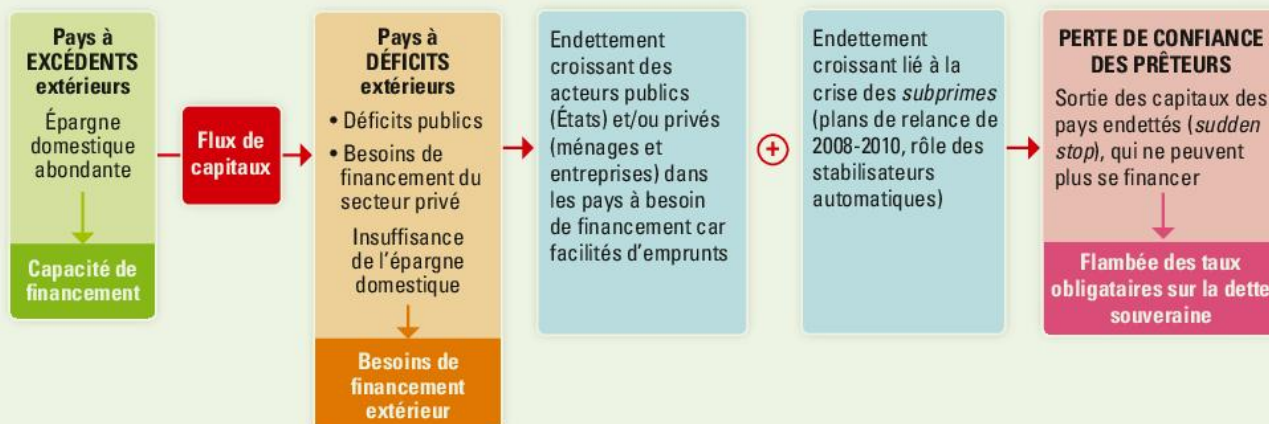 Pays à
EXCÉDENTS
extérieurs
Épargne
domestique
abondante
Capacité de
financement
Flux de
capitaux
Pays à
DÉFICITS
extérieurs
• Déficits publics
• Besoins de
financement du
secteur privé
Insuffisance
de l'épargne
domestique
Besoins de
financement
extérieur
Endettement
croissant des
acteurs publics
(États) et/ou privés
(ménages et
entreprises) dans
les pays à besoin
de financement car
facilités d'emprunts
+
Endettement
croissant lié à la
crise des subprimes
(plans de relance de
2008-2010, rôle des
stabilisateurs
automatiques)
PERTE DE CONFIANCE
DES PRÊTEURS
Sortie des capitaux des
pays endettés (sudden
stop), qui ne peuvent
plus se financer
Flambée des taux
obligataires sur la dette
souveraine